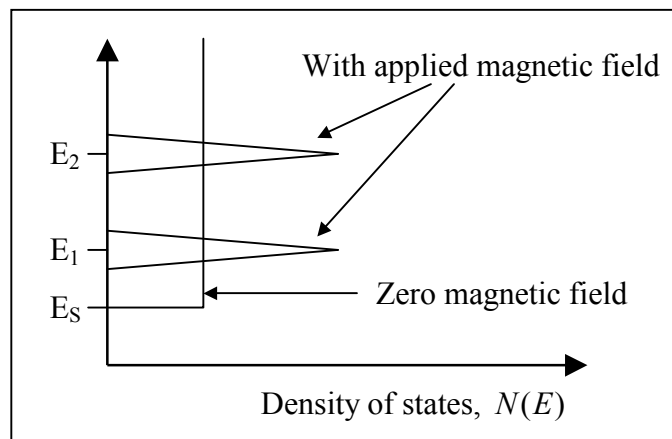 With applied magnetic field
E₂
E₁
Eₛ
Zero magnetic field
Density of states, N(E)